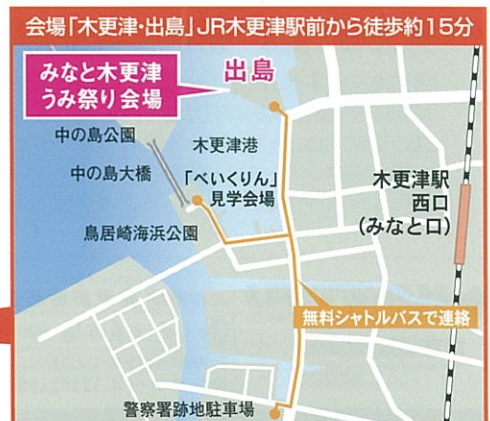 会場「木更津・出島」JR木更津駅前から徒歩約15分
みなと木更津
うみ祭り会場
出島
中の島公園
木更津港
中の島大橋
「べいくりん」
見学会場
木更津駅
西口
(みなと口)
鳥居崎海浜公園
無料シャトルバスで連絡
警察署跡地駐車場